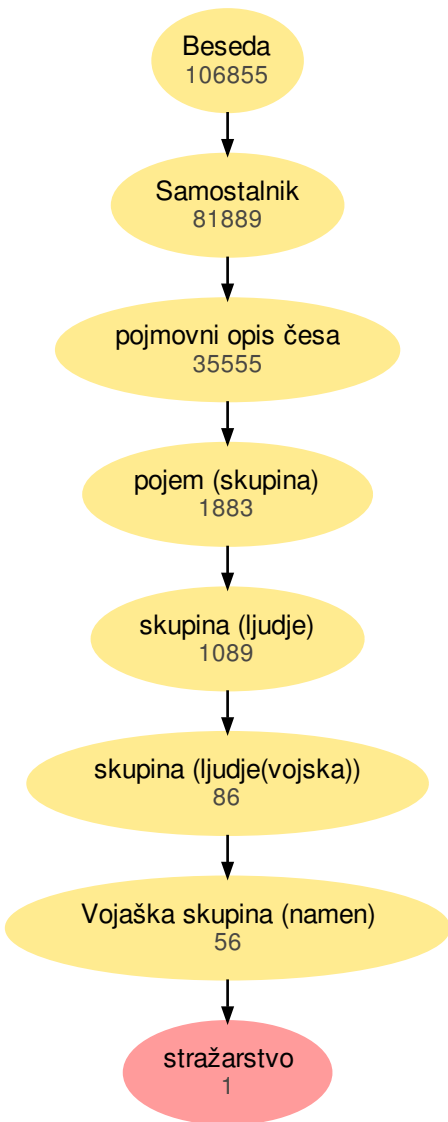 Beseda
106855
Samostalnik
81889
pojmovni opis česa
35555
pojem (skupina)
1883
skupina (ljudje)
1089
skupina (ljudje(vojska))
86
Vojaška skupina (namen)
56
stražarstvo
1